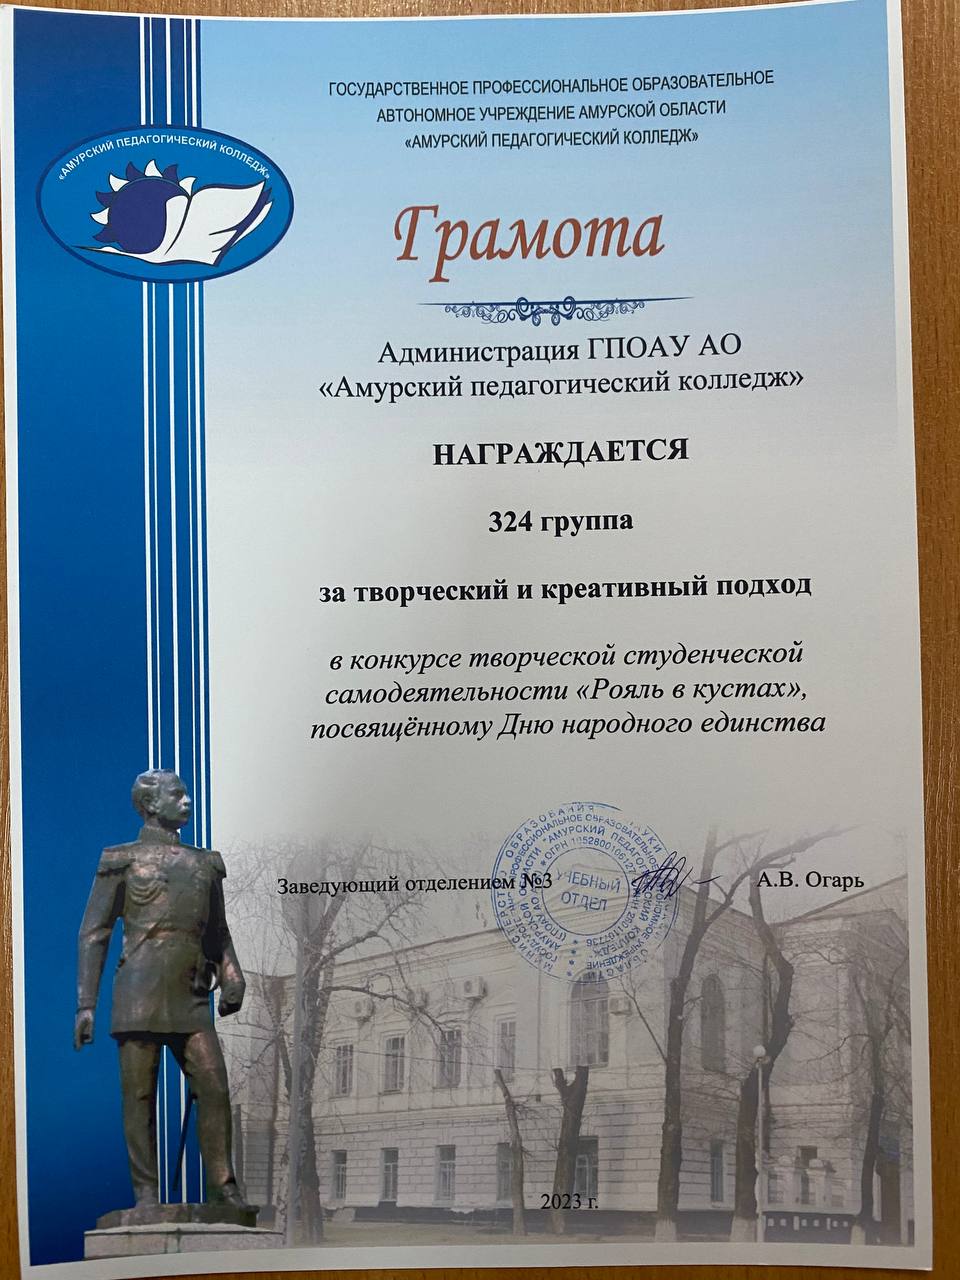 ГОСУДАРСТВЕННОЕ ПРОФЕССИОНАЛЬНОЕ ОБРАЗОВАТЕЛЬНОЕ
АВТОНОМНОЕ УЧРЕЖДЕНИЕ АМУРСКОЙ ОБЛАСТИ
«АМУРСКИЙ ПЕДАГОГИЧЕСКИЙ КОЛЛЕДЖ»
«АМУРСКИЙ ПЕДАГОГИЧЕСКИЙ КОЛЛЕДЖ»
Грамота
Администрация ГПОАУ АО
«Амурский педагогический колледж»
НАГРАЖДАЕТСЯ
324 группа
за творческий и креативный подход
в конкурсе творческой студенческой
самодеятельности «Рояль в кустах»,
посвящённому Дню народного единства
Заведующий отделением №3
УЧЕБНЫЙ
ОТДЕЛ
А.В. Огарь
2023 г.